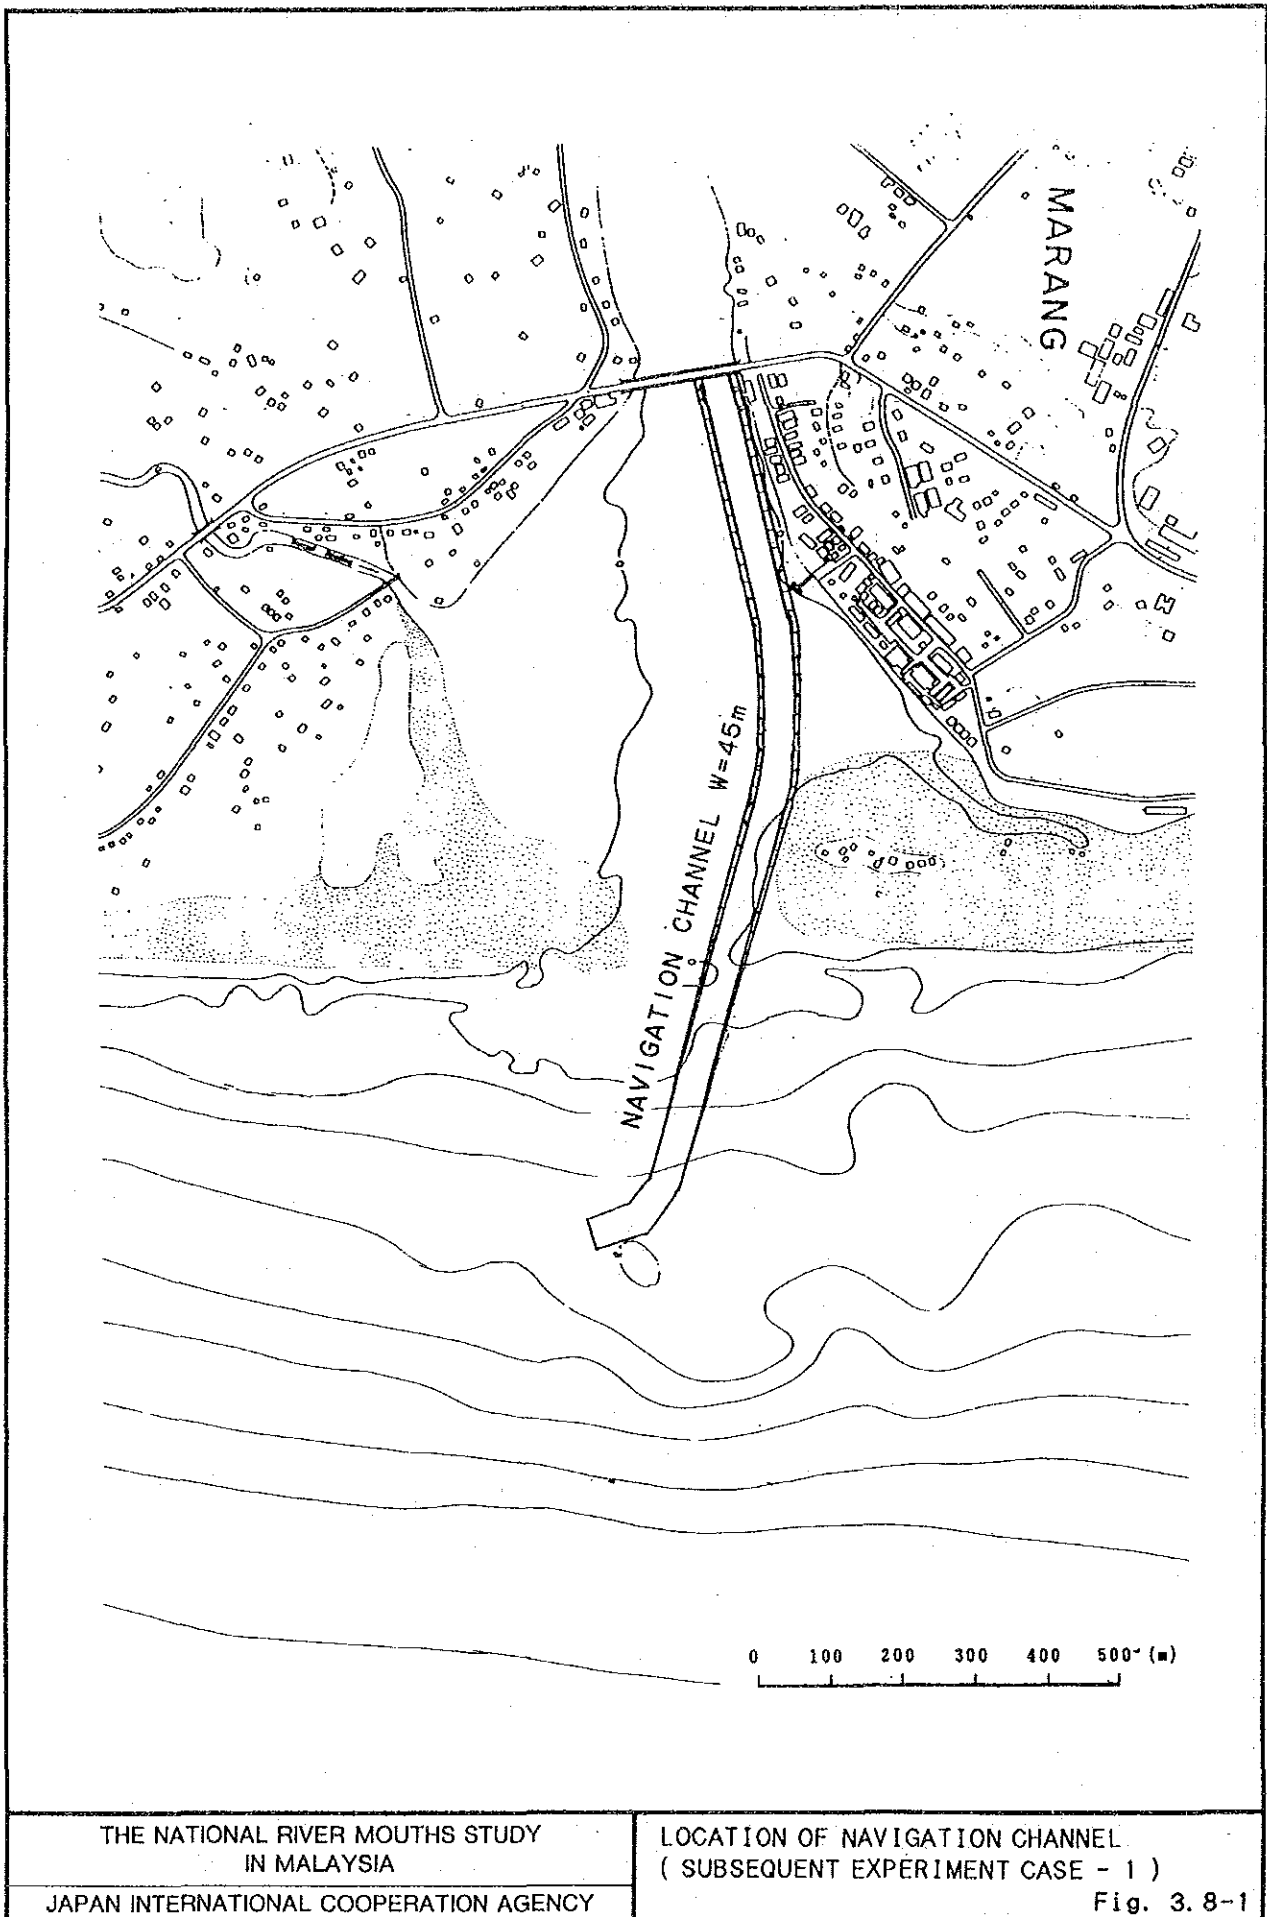 MARANG
NAVIGATION CHANNEL W=45m
0 100 200 300 400 500 (m)
THE NATIONAL RIVER MOUTHS STUDY
IN MALAYSIA
JAPAN INTERNATIONAL COOPERATION AGENCY
LOCATION OF NAVIGATION CHANNEL
( SUBSEQUENT EXPERIMENT CASE - 1 )
Fig. 3.8-1